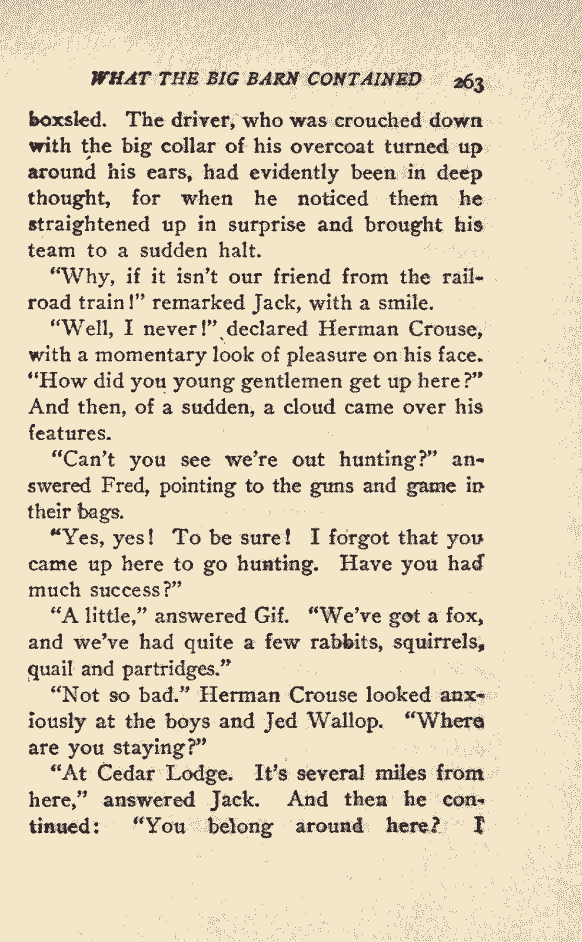 WHAT THE BIG BARN CONTAINED 263
boxsled. The driver, who was crouched down
with the big collar of his overcoat turned up
around his ears, had evidently been in deep
thought, for when he noticed them he
straightened up in surprise and brought his
team to a sudden halt.
"Why, if it isn't our friend from the rail-
road train!" remarked Jack, with a smile.
"Well, I never!" declared Herman Crouse,
with a momentary look of pleasure on his face.
"How did you young gentlemen get up here?"
And then, of a sudden, a cloud came over his
features.
"Can't you see we're out hunting?" an-
swered Fred, pointing to the guns and game in
their bags.
"Yes, yes! To be sure! I forgot that you
came up here to go hunting. Have you had
much success?"
"A little," answered Gif. "We've got a fox,
and we've had quite a few rabbits, squirrels,
quail and partridges."
"Not so bad." Herman Crouse looked anx-
iously at the boys and Jed Wallop. "Where
are you staying?"
"At Cedar Lodge. It's several miles from
here," answered Jack. And then he con-
tinued: "You belong around here? I